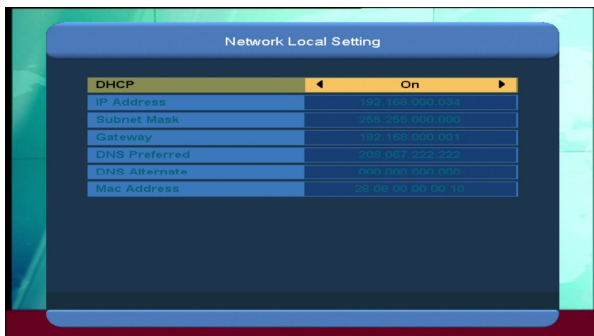 Network Local Setting
DHCP On
IP Address 192.168.000.034
Subnet Mask 255.255.000.000
Gateway 192.168.000.001
DNS Preferred 208.067.222.222
DNS Alternate 000.000.000.000
Mac Address 28 09 00 00 00 10